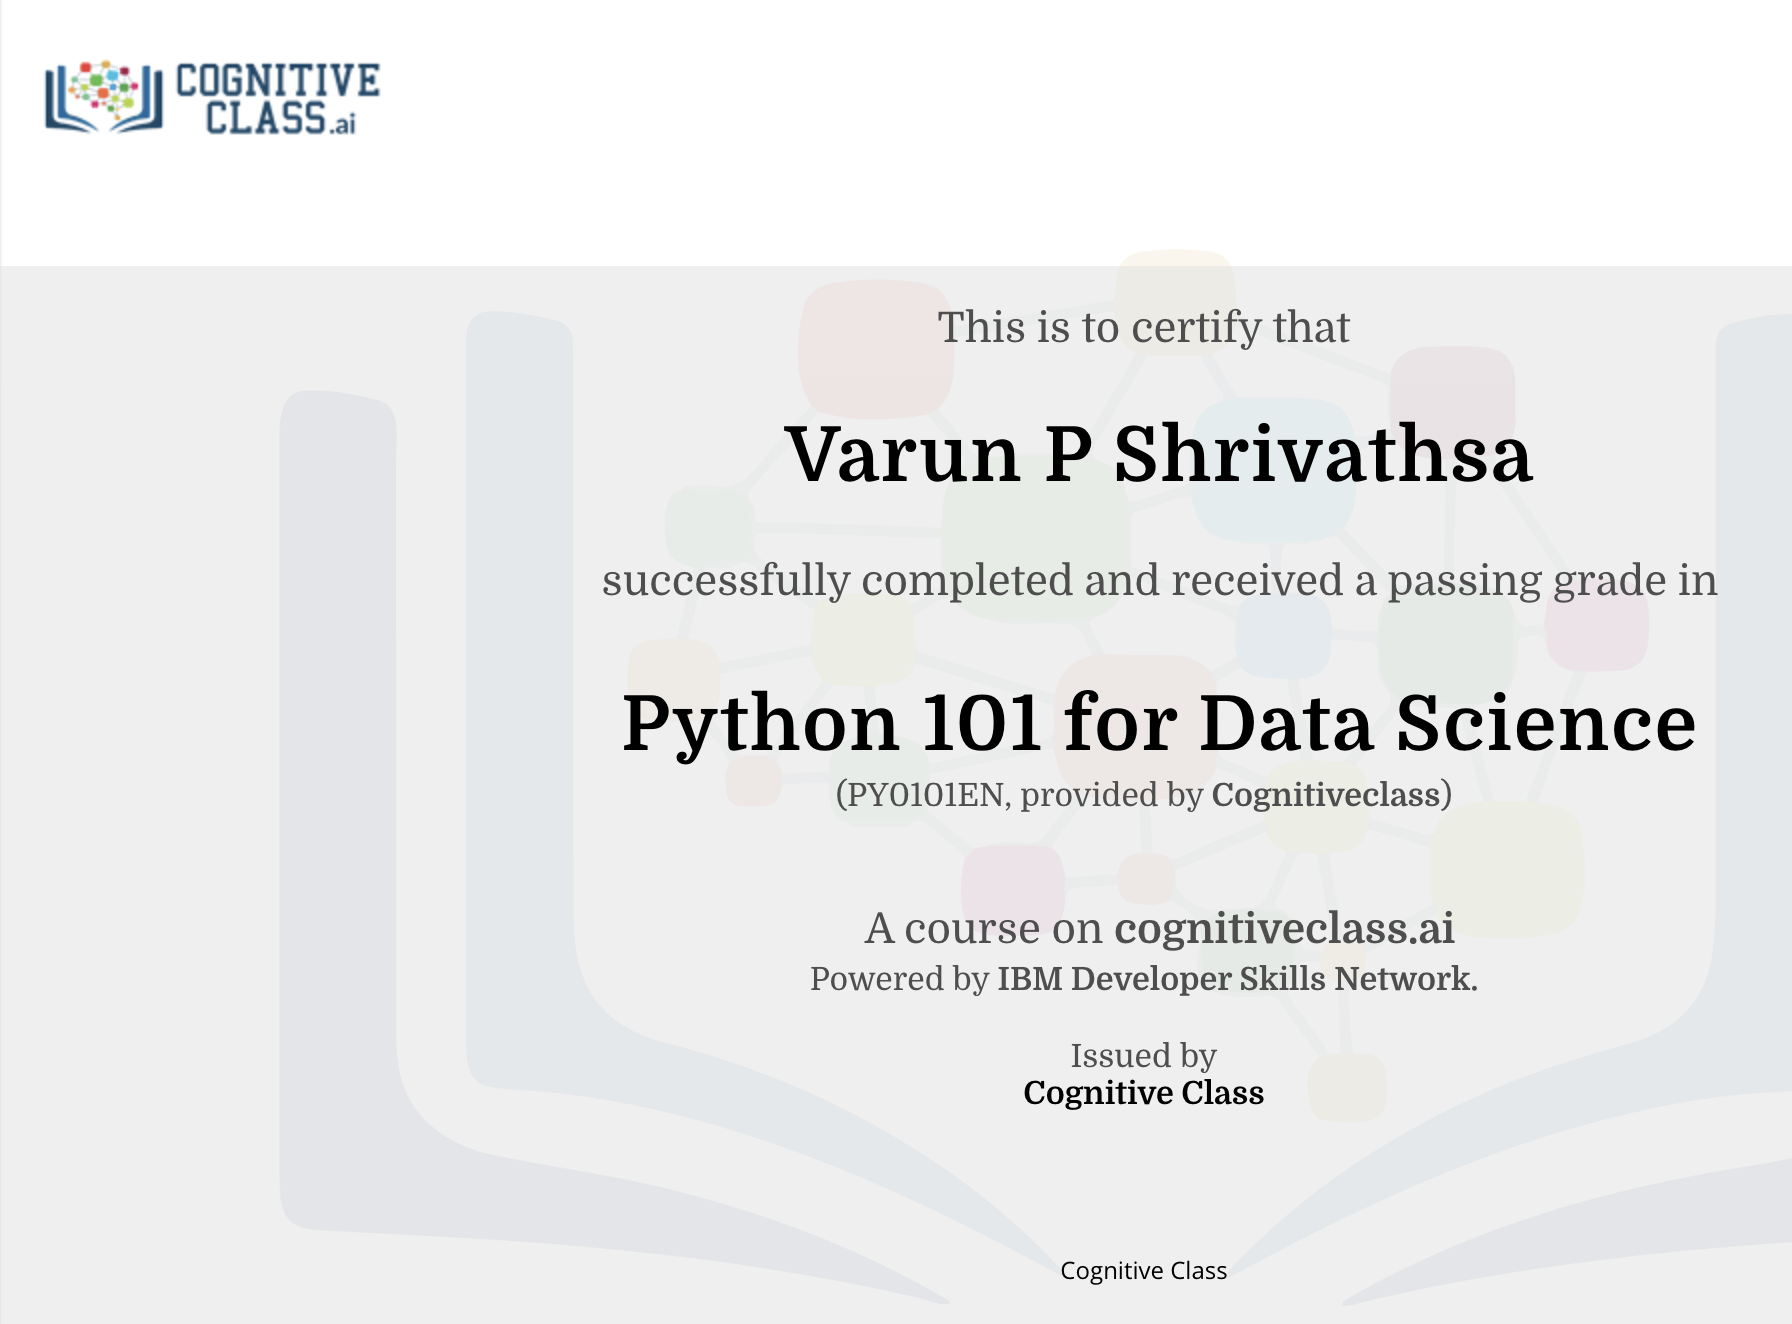 COGNITIVE
CLASS.ai
This is to certify that
Varun P Shrivathsa
successfully completed and received a passing grade in
Python 101 for Data Science
(PY0101EN, provided by Cognitiveclass)
A course on cognitiveclass.ai
Powered by IBM Developer Skills Network.
Issued by
Cognitive Class
Cognitive Class